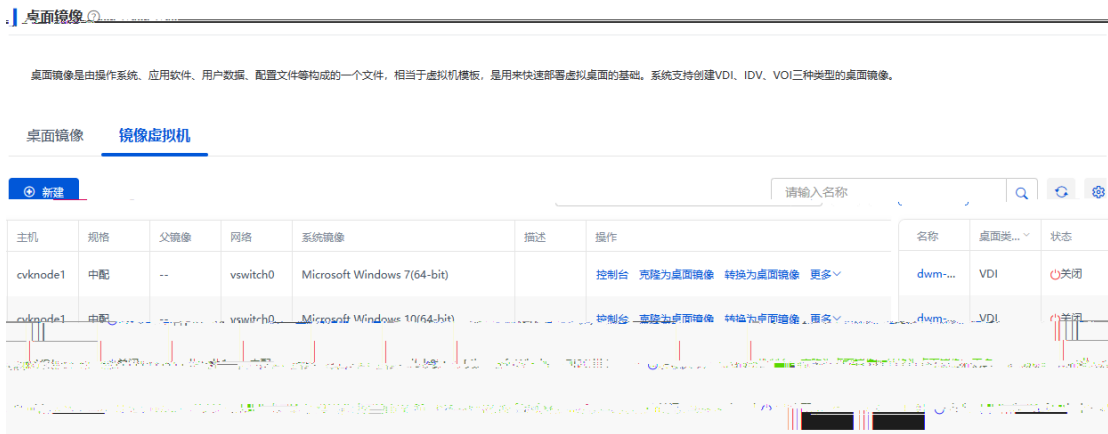 桌面镜像
桌面镜像是由操作系统、应用软件、用户数据、配置文件等构成的一个文件，相当于虚拟机模板，是用来快速部署虚拟桌面的基础。系统支持创建VDI、IDV、VOI三种类型的桌面镜像。
桌面镜像 镜像虚拟机
新建 请输入名称
主机 规格 父镜像 网络 系统镜像 描述 操作 名称 桌面类... 状态
cvknode1 中配 -- vswitch0 Microsoft Windows 7(64-bit) 控制台 克隆为桌面镜像 转换为桌面镜像 更多 dwm-... VDI 关闭
cvknode1 中配 -- vswitch0 Microsoft Windows 10(64-bit) 控制台 克隆为桌面镜像 转换为桌面镜像 更多 dwm-... VDI 关闭